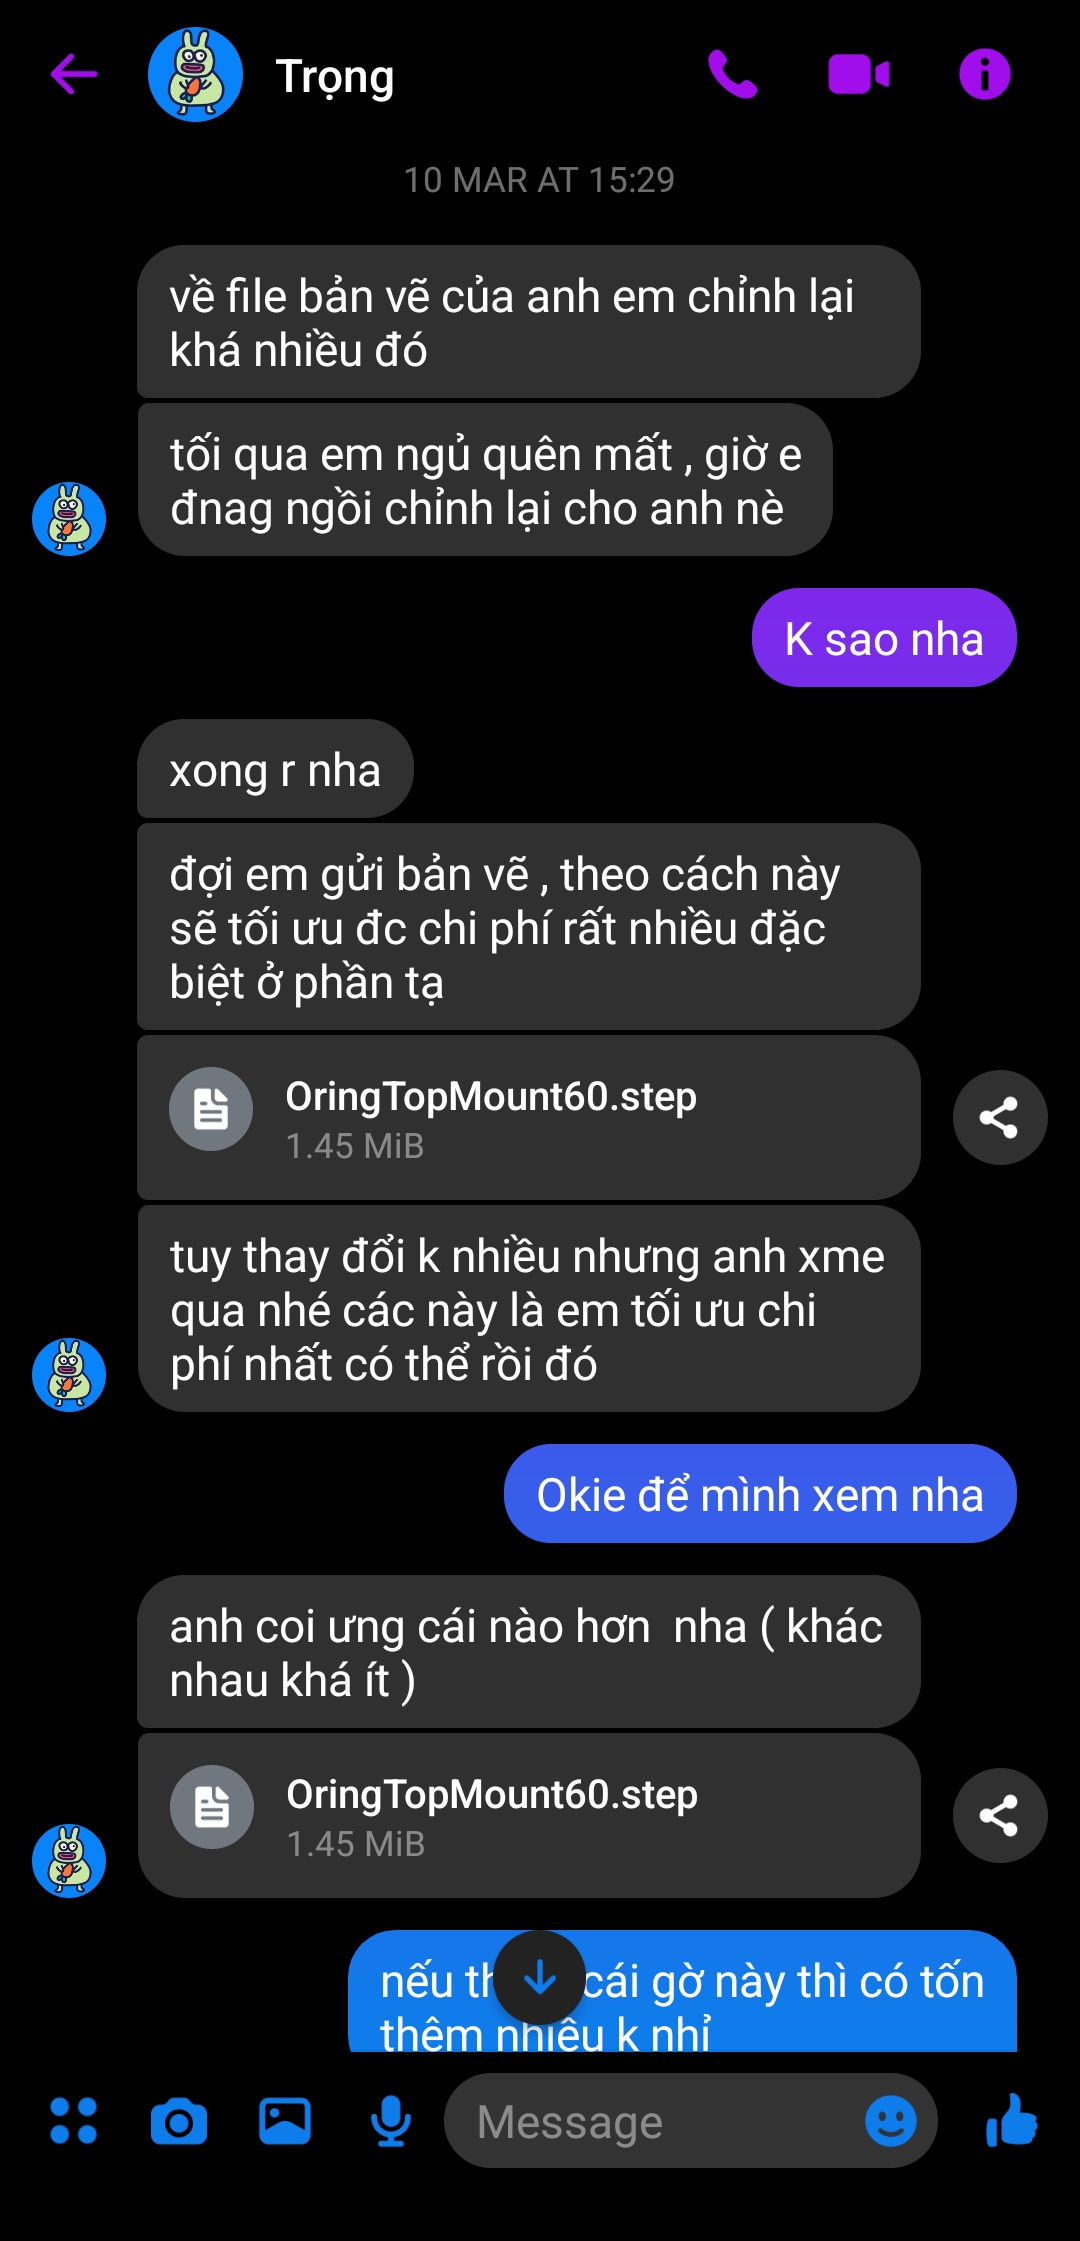 Trọng
10 MAR AT 15:29
về file bản vẽ của anh em chỉnh lại
khá nhiều đó
tối qua em ngủ quên mất , giờ e
đnag ngồi chỉnh lại cho anh nè
K sao nha
xong r nha
đợi em gửi bản vẽ , theo cách này
sẽ tối ưu đc chi phí rất nhiều đặc
biệt ở phần tạ
OringTopMount60.step
1.45 MiB
tuy thay đổi k nhiều nhưng anh xme
qua nhé các này là em tối ưu chi
phí nhất có thể rồi đó
Okie để mình xem nha
anh coi ưng cái nào hơn  nha ( khác
nhau khá ít )
OringTopMount60.step
1.45 MiB
nếu cái gờ này thì có tốn
thêm nhiều k nhỉ
Message